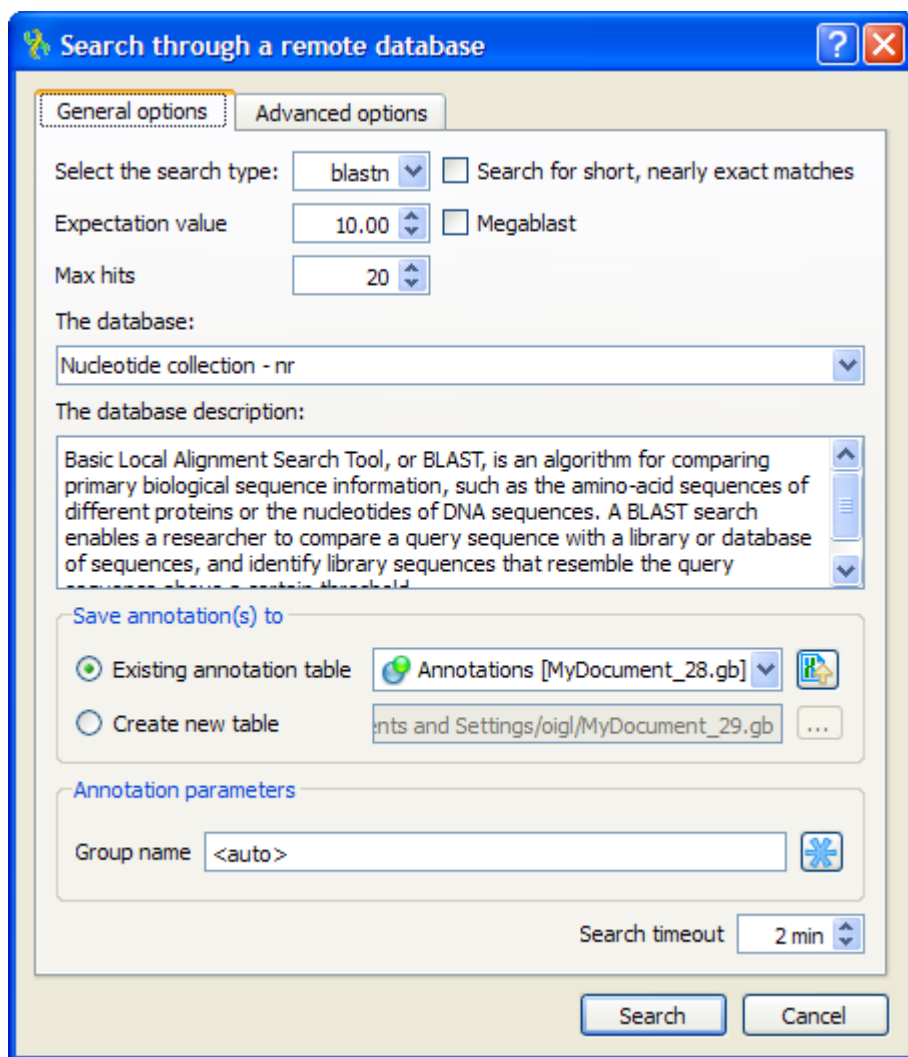 Search through a remote database
General options
Advanced options
Select the search type:
blastn
Search for short, nearly exact matches
Expectation value
10.00
Megablast
Max hits
20
The database:
Nucleotide collection - nr
The database description:
Basic Local Alignment Search Tool, or BLAST, is an algorithm for comparing
primary biological sequence information, such as the amino-acid sequences of
different proteins or the nucleotides of DNA sequences. A BLAST search
enables a researcher to compare a query sequence with a library or database
of sequences, and identify library sequences that resemble the query
sequence above a certain threshold
Save annotation(s) to
Existing annotation table
Annotations [MyDocument_28.gb]
Create new table
ents and Settings/oigl/MyDocument_29.gb
...
Annotation parameters
Group name
<auto>
Search timeout
2 min
Search
Cancel